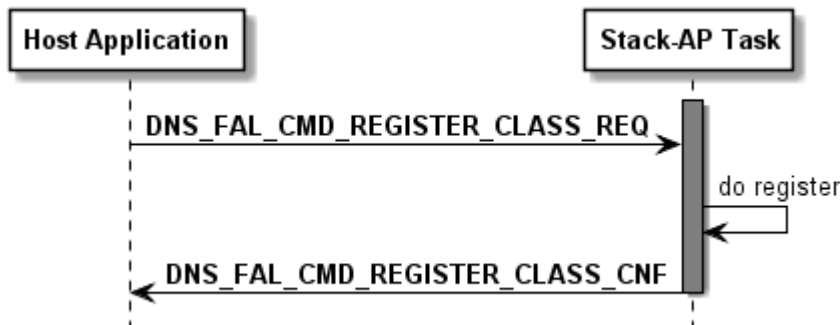 Host Application
Stack-AP Task
DNS_FAL_CMD_REGISTER_CLASS_REQ
do register
DNS_FAL_CMD_REGISTER_CLASS_CNF